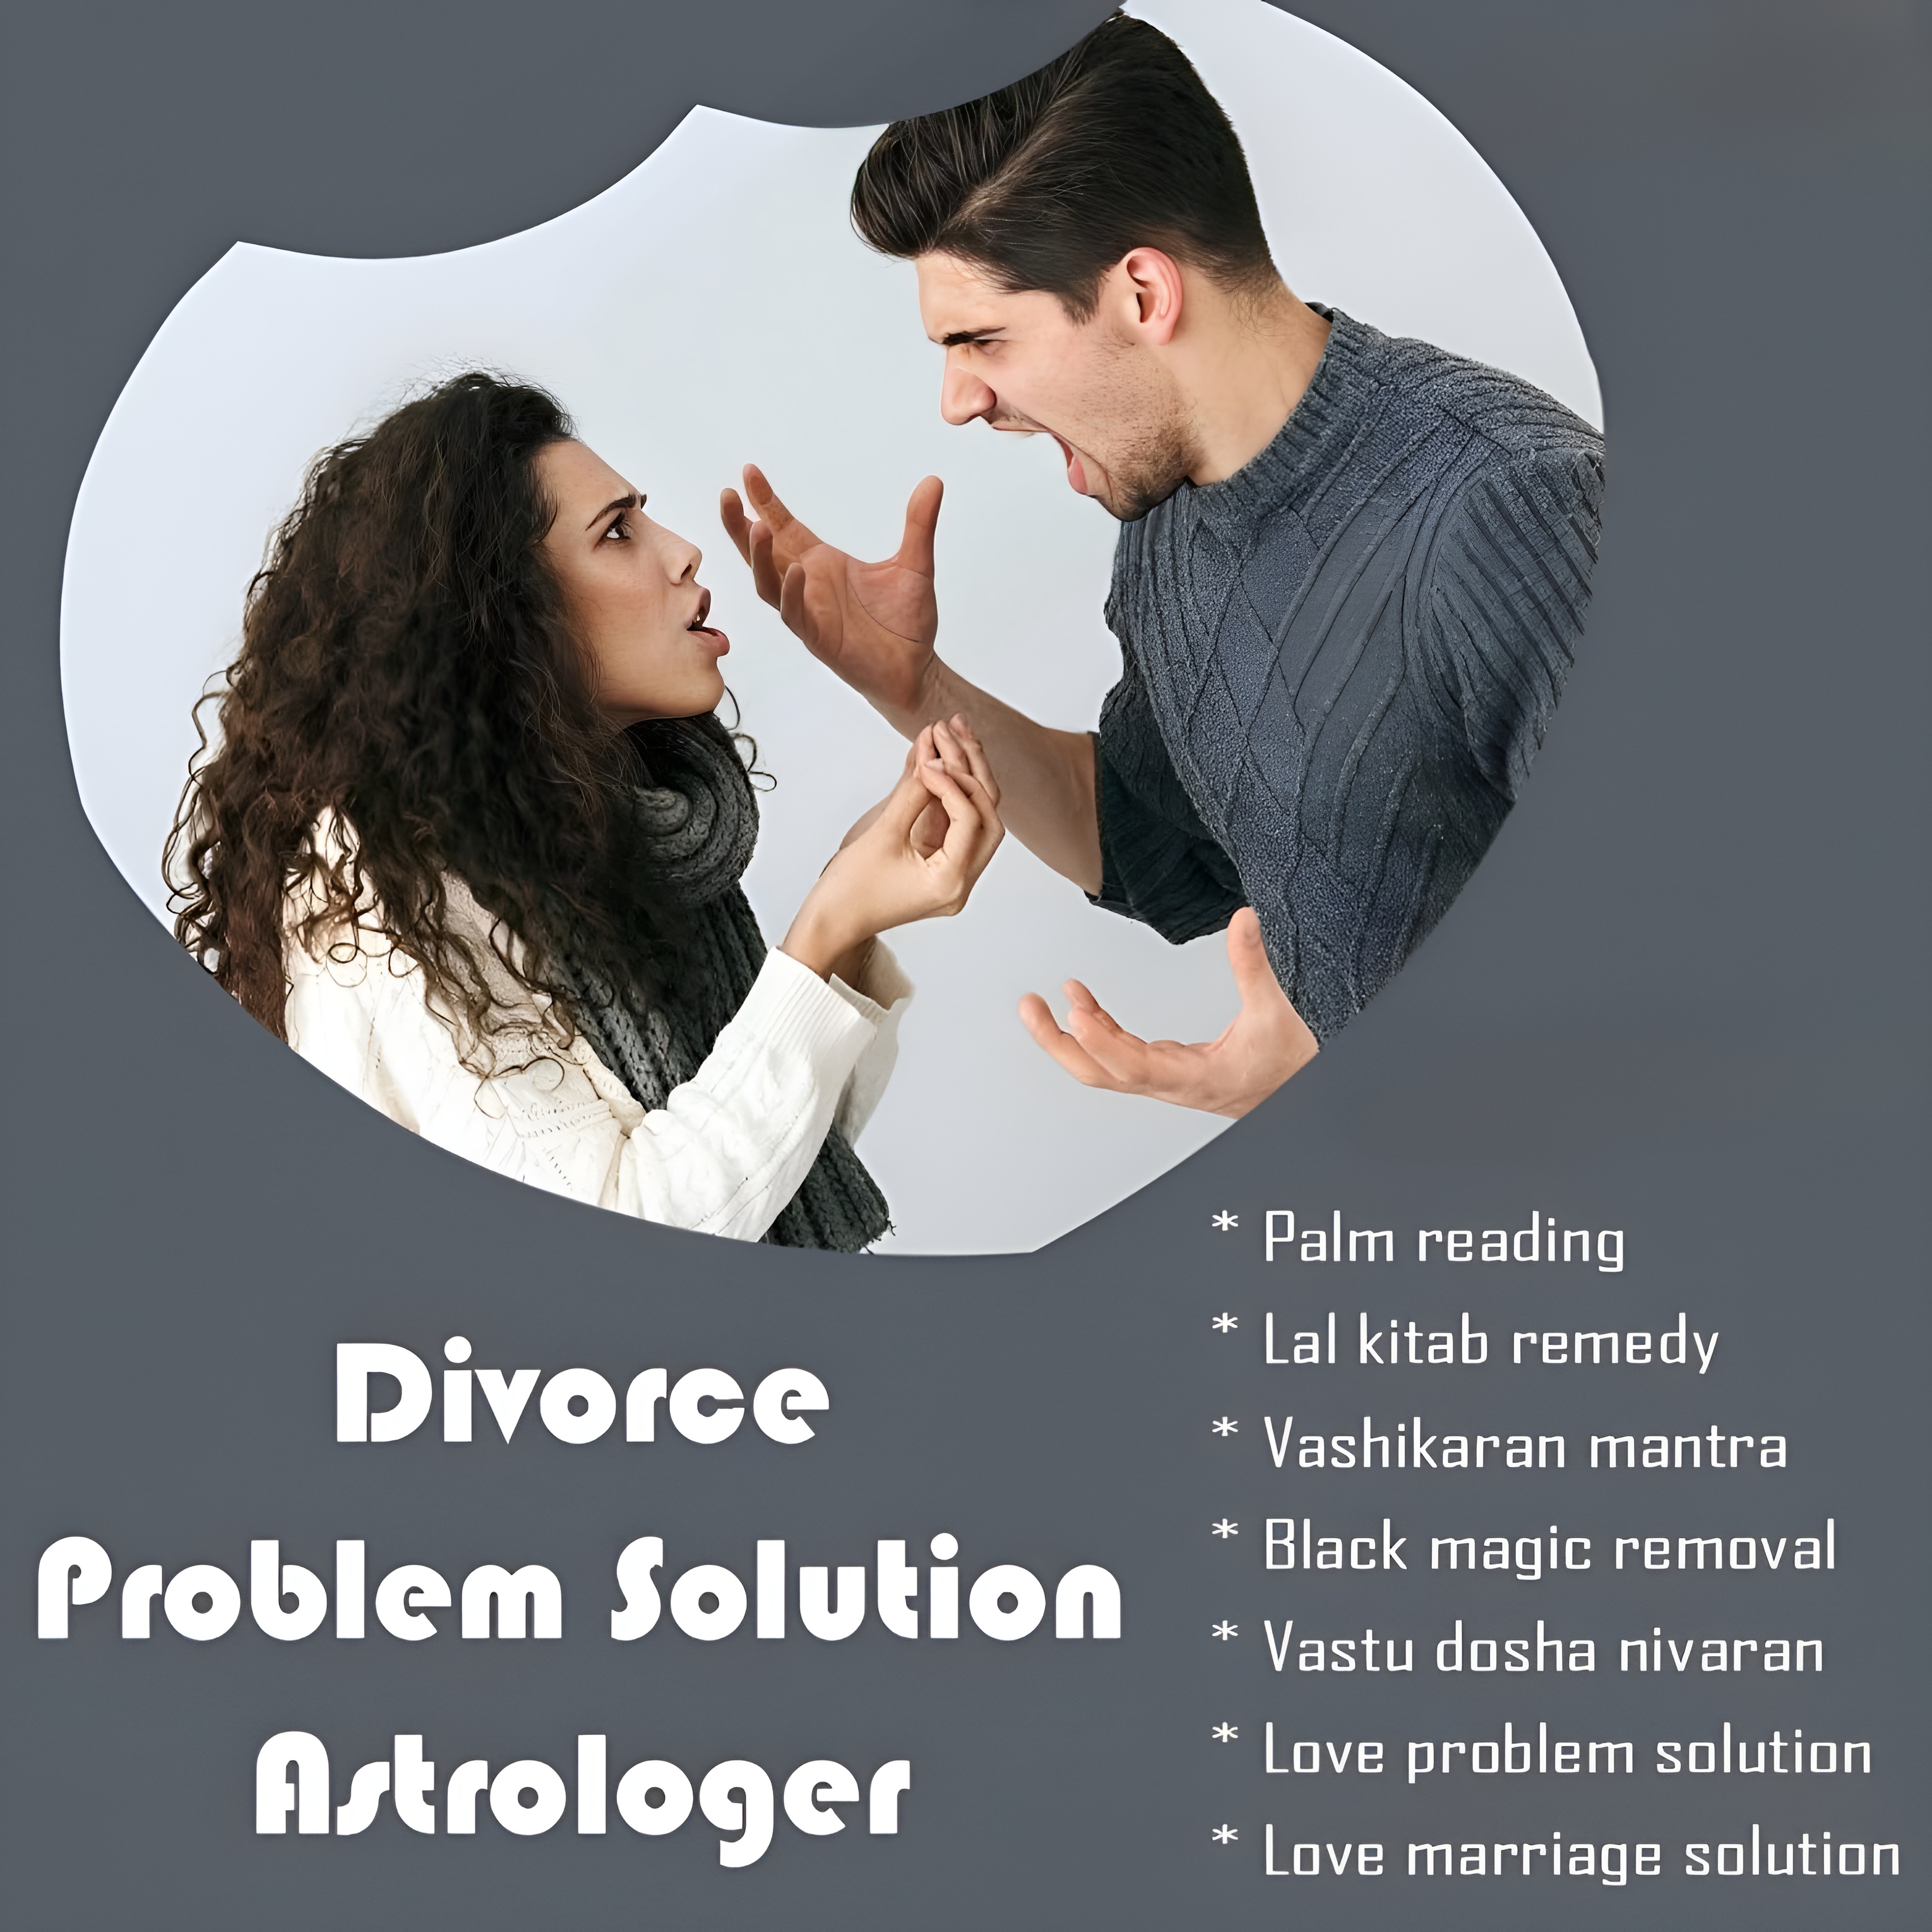 Divorce
Problem Solution
Astrologer
* Palm reading
* Lal kitab remedy
* Vashikaran mantra
* Black magic removal
* Vastu dosha nivaran
* Love problem solution
* Love marriage solution